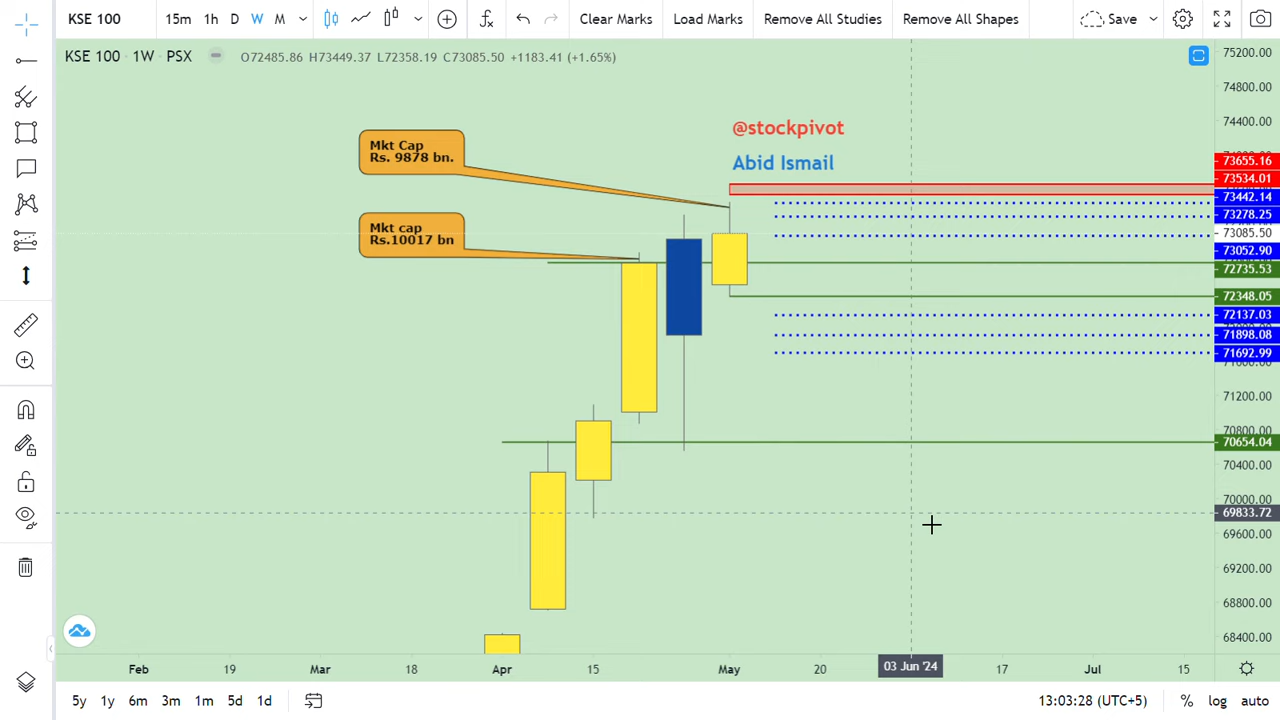 KSE 100 15m 1h D W M Clear Marks Load Marks Remove All Studies Remove All Shapes Save
KSE 100 · 1W · PSX O72485.86 H73449.37 L72358.19 C73085.50 +1183.41 (+1.65%)
@stockpivot
Abid Ismail
Mkt Cap
Rs. 9878 bn.
Mkt cap
Rs.10017 bn
75200.00
74800.00
74400.00
73655.16
73534.01
73442.14
73278.25
73085.50
73052.90
72735.53
72348.05
72137.03
71898.08
71692.99
71200.00
70800.00
70654.04
70400.00
70000.00
69833.72
69600.00
69200.00
68800.00
68400.00
Feb 19 Mar 18 Apr 15 May 20 03 Jun '24 17 Jul 15
5y 1y 6m 3m 1m 5d 1d 13:03:28 (UTC+5) % log auto